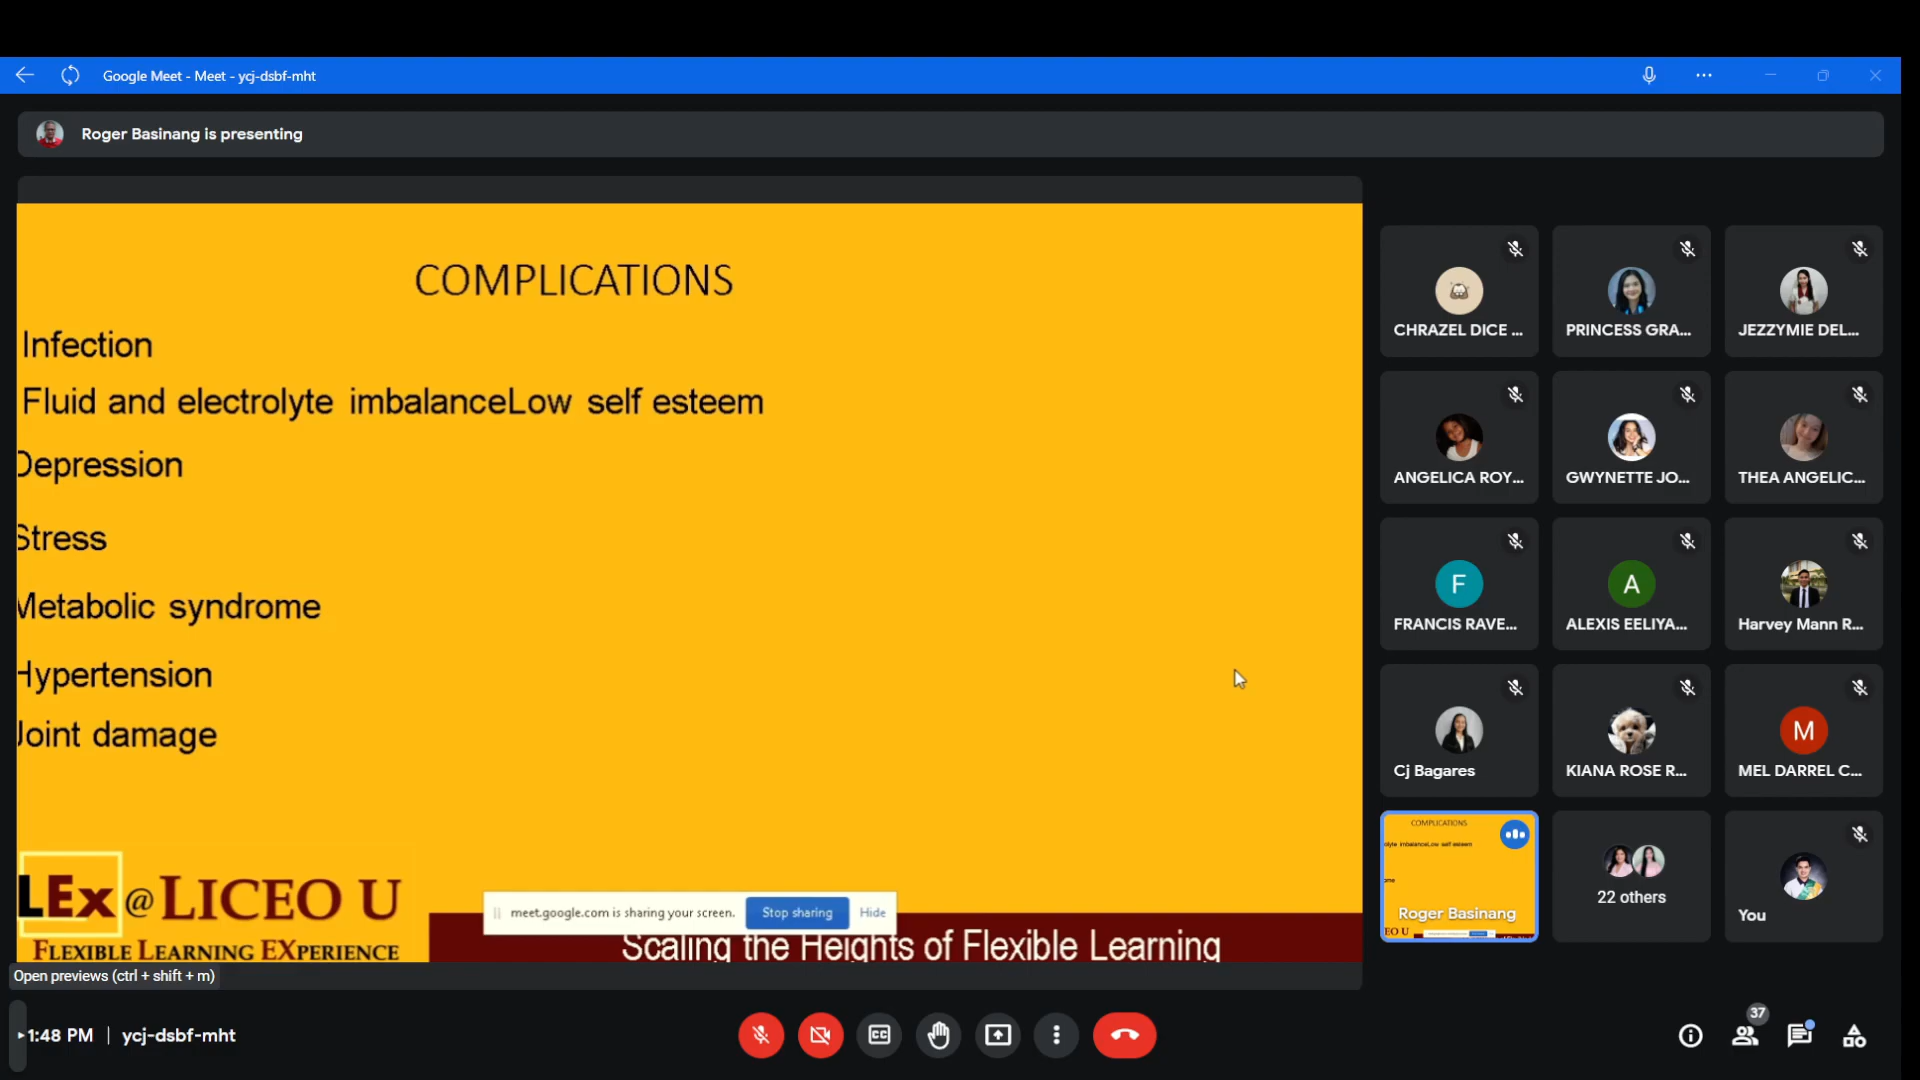 Google Meet - Meet - ycj-dsbf-mht
Roger Basinang is presenting
COMPLICATIONS
Infection
Fluid and electrolyte imbalanceLow self esteem
Depression
Stress
Metabolic syndrome
Hypertension
Joint damage
LEx @ LICEO U
FLEXIBLE LEARNING EXPERIENCE
meet.google.com is sharing your screen. Stop sharing Hide
Scaling the Heights of Flexible Learning
CHRAZEL DICE ...
PRINCESS GRA...
JEZZYMIE DEL...
ANGELICA ROY...
GWYNETTE JO...
THEA ANGELIC...
F
FRANCIS RAVE...
A
ALEXIS EELIYA...
Harvey Mann R...
Cj Bagares
KIANA ROSE R...
M
MEL DARREL C...
COMPLICATIONS
Roger Basinang
22 others
You
Open previews (ctrl + shift + m)
1:48 PM | ycj-dsbf-mht
CC
37